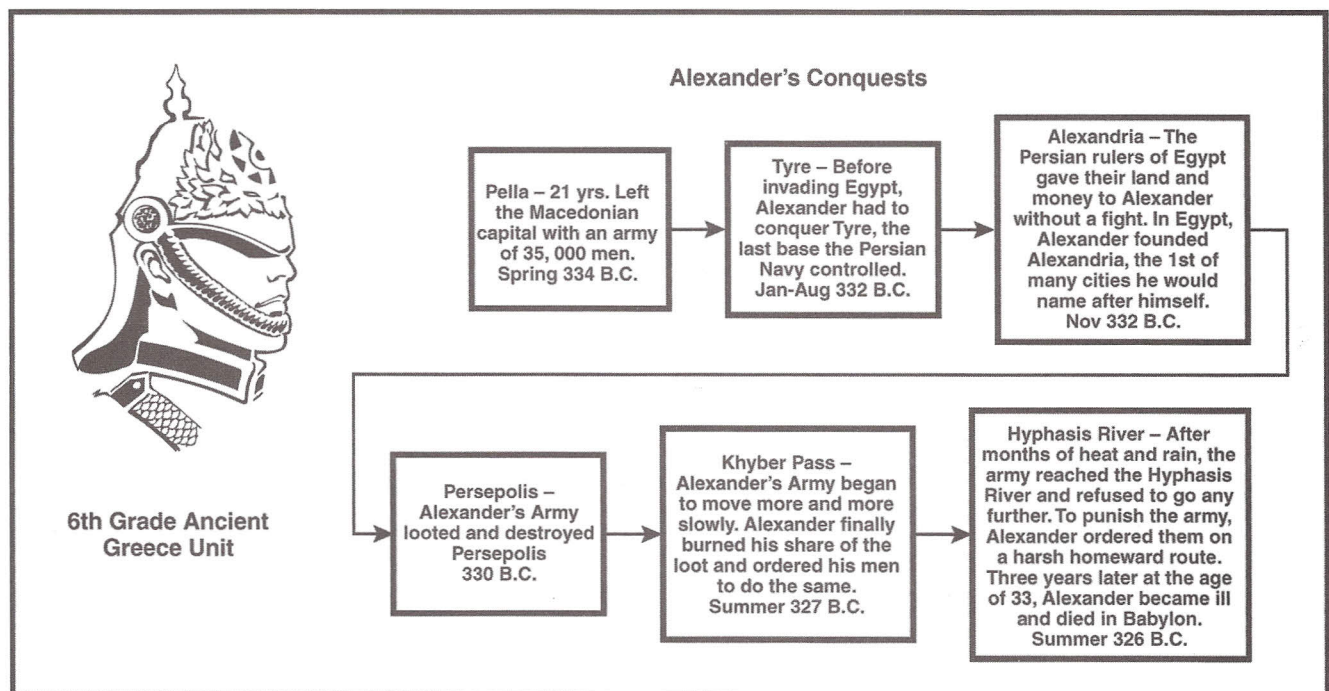 Alexander's Conquests
Pella – 21 yrs. Left
the Macedonian
capital with an army
of 35, 000 men.
Spring 334 B.C.
Tyre – Before
invading Egypt,
Alexander had to
conquer Tyre, the
last base the Persian
Navy controlled.
Jan-Aug 332 B.C.
Alexandria – The
Persian rulers of Egypt
gave their land and
money to Alexander
without a fight. In Egypt,
Alexander founded
Alexandria, the 1st of
many cities he would
name after himself.
Nov 332 B.C.
Persepolis –
Alexander's Army
looted and destroyed
Persepolis
330 B.C.
Khyber Pass –
Alexander's Army began
to move more and more
slowly. Alexander finally
burned his share of the
loot and ordered his men
to do the same.
Summer 327 B.C.
Hyphasis River – After
months of heat and rain, the
army reached the Hyphasis
River and refused to go any
further. To punish the army,
Alexander ordered them on
a harsh homeward route.
Three years later at the age
of 33, Alexander became ill
and died in Babylon.
Summer 326 B.C.
6th Grade Ancient
Greece Unit